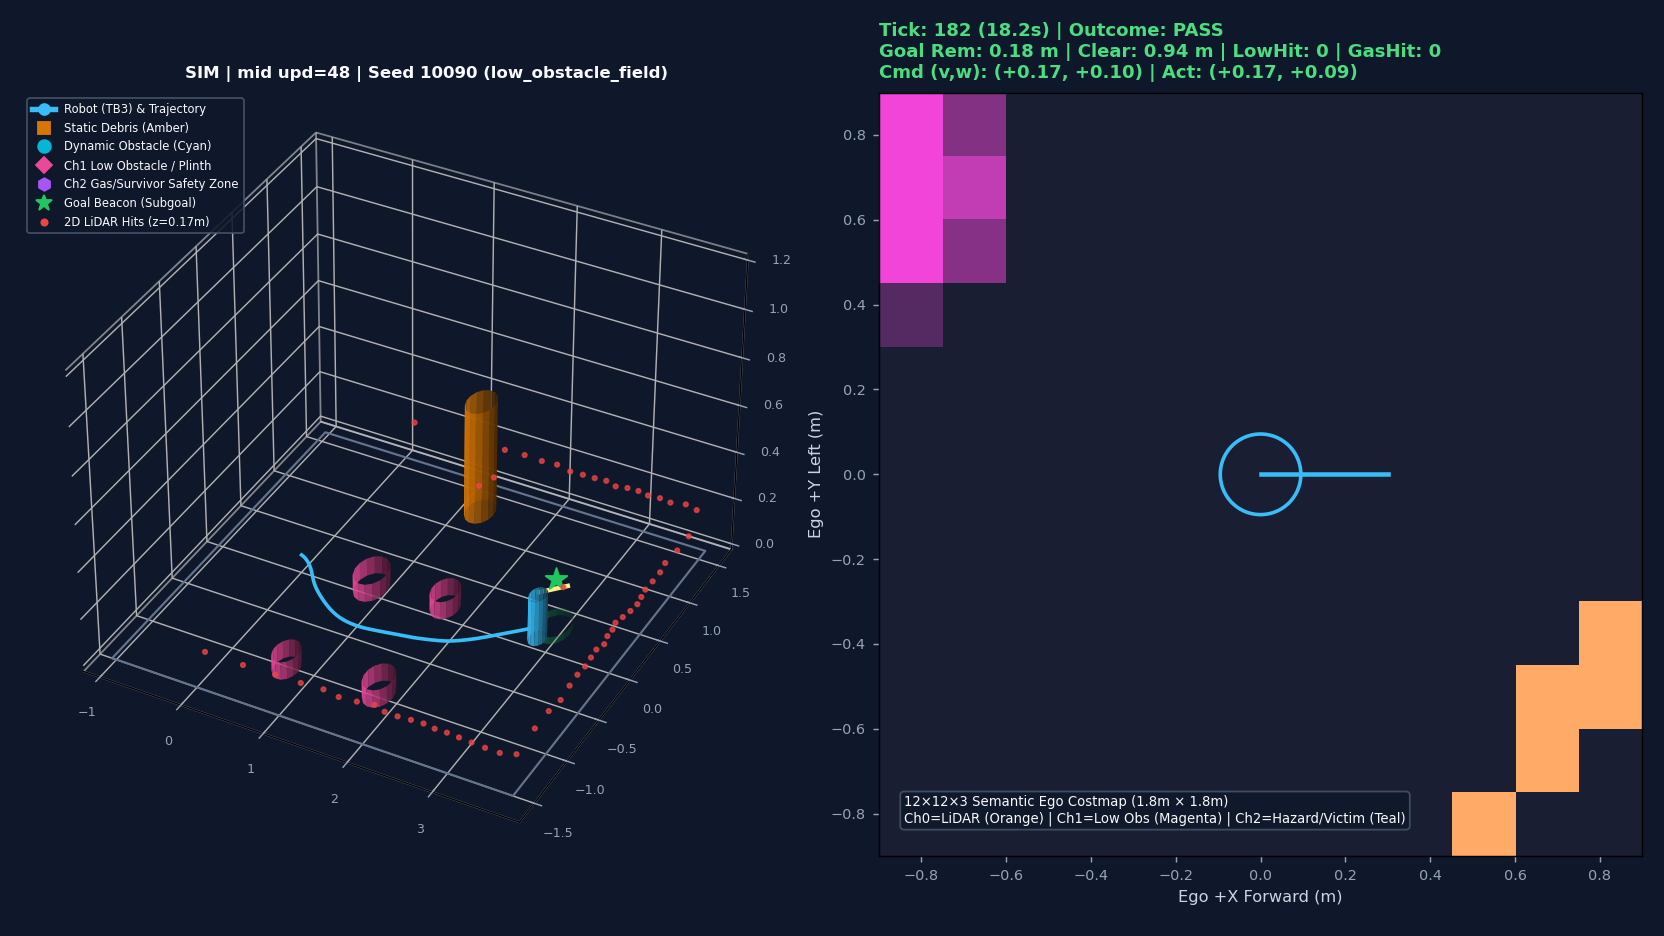 SIM | mid upd=48 | Seed 10090 (low_obstacle_field)
Robot (TB3) & Trajectory
Static Debris (Amber)
Dynamic Obstacle (Cyan)
Ch1 Low Obstacle / Plinth
Ch2 Gas/Survivor Safety Zone
Goal Beacon (Subgoal)
2D LiDAR Hits (z=0.17m)
1.2
1.0
0.8
0.6
0.4
0.2
0.0
1.5
1.0
0.5
0.0
−0.5
−1.0
−1.5
−1
0
1
2
3
Tick: 182 (18.2s) | Outcome: PASS
Goal Rem: 0.18 m | Clear: 0.94 m | LowHit: 0 | GasHit: 0
Cmd (v,w): (+0.17, +0.10) | Act: (+0.17, +0.09)
Ego +Y Left (m)
0.8
0.6
0.4
0.2
0.0
−0.2
−0.4
−0.6
−0.8
12×12×3 Semantic Ego Costmap (1.8m × 1.8m)
Ch0=LiDAR (Orange) | Ch1=Low Obs (Magenta) | Ch2=Hazard/Victim (Teal)
−0.8 −0.6 −0.4 −0.2 0.0 0.2 0.4 0.6 0.8
Ego +X Forward (m)